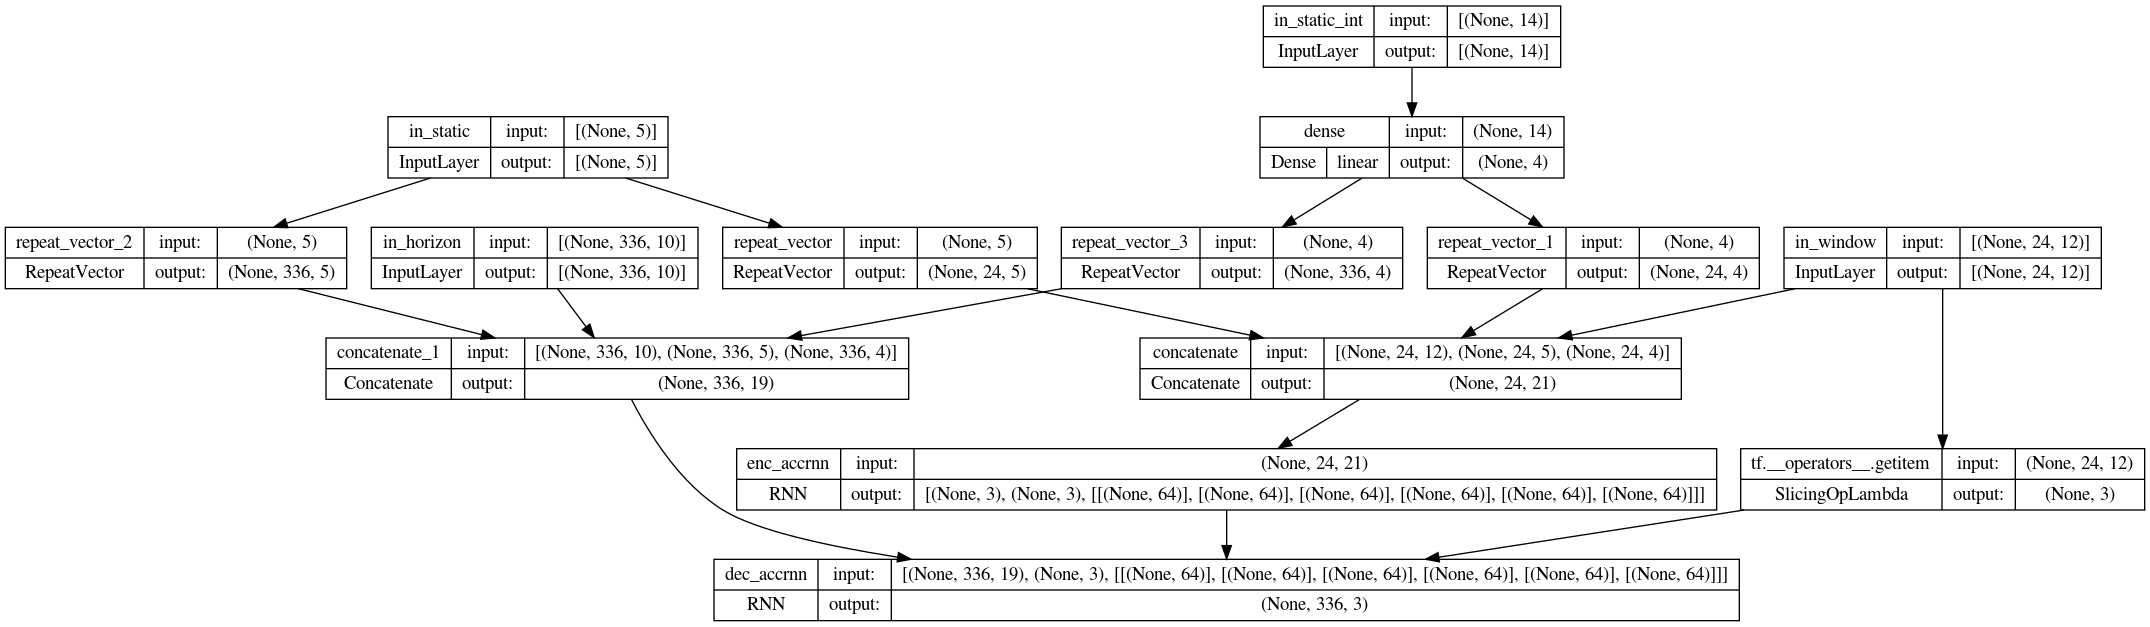 in_static_int input: [(None, 14)]
InputLayer output: [(None, 14)]
in_static input: [(None, 5)]
InputLayer output: [(None, 5)]
dense input: (None, 14)
Dense linear output: (None, 4)
repeat_vector_2 input: (None, 5)
RepeatVector output: (None, 336, 5)
in_horizon input: [(None, 336, 10)]
InputLayer output: [(None, 336, 10)]
repeat_vector input: (None, 5)
RepeatVector output: (None, 24, 5)
repeat_vector_3 input: (None, 4)
RepeatVector output: (None, 336, 4)
repeat_vector_1 input: (None, 4)
RepeatVector output: (None, 24, 4)
in_window input: [(None, 24, 12)]
InputLayer output: [(None, 24, 12)]
concatenate_1 input: [(None, 336, 10), (None, 336, 5), (None, 336, 4)]
Concatenate output: (None, 336, 19)
concatenate input: [(None, 24, 12), (None, 24, 5), (None, 24, 4)]
Concatenate output: (None, 24, 21)
enc_accrnn input: (None, 24, 21)
RNN output: [(None, 3), (None, 3), [[(None, 64)], [(None, 64)], [(None, 64)], [(None, 64)], [(None, 64)], [(None, 64)]]]
tf.__operators__.getitem input: (None, 24, 12)
SlicingOpLambda output: (None, 3)
dec_accrnn input: [(None, 336, 19), (None, 3), [[(None, 64)], [(None, 64)], [(None, 64)], [(None, 64)], [(None, 64)], [(None, 64)]]]
RNN output: (None, 336, 3)